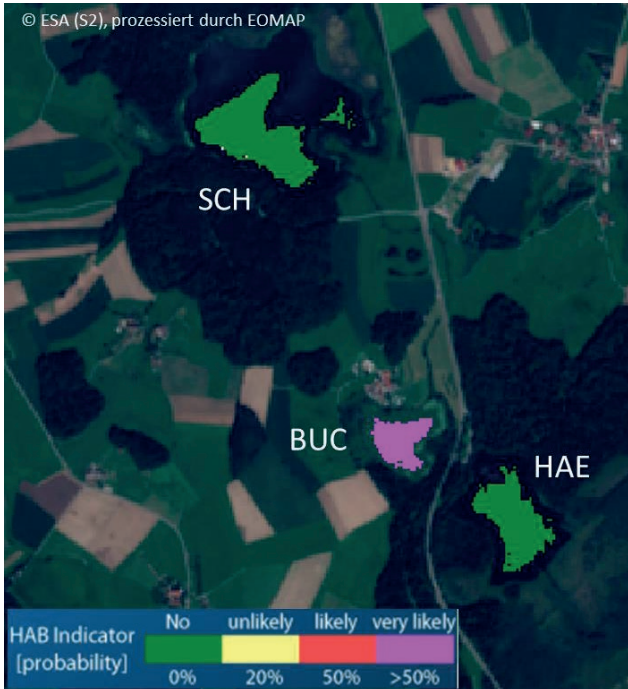 © ESA (S2), prozessiert durch EOMAP
SCH
BUC
HAE
HAB Indicator
[probability]
No unlikely likely very likely
0% 20% 50% >50%